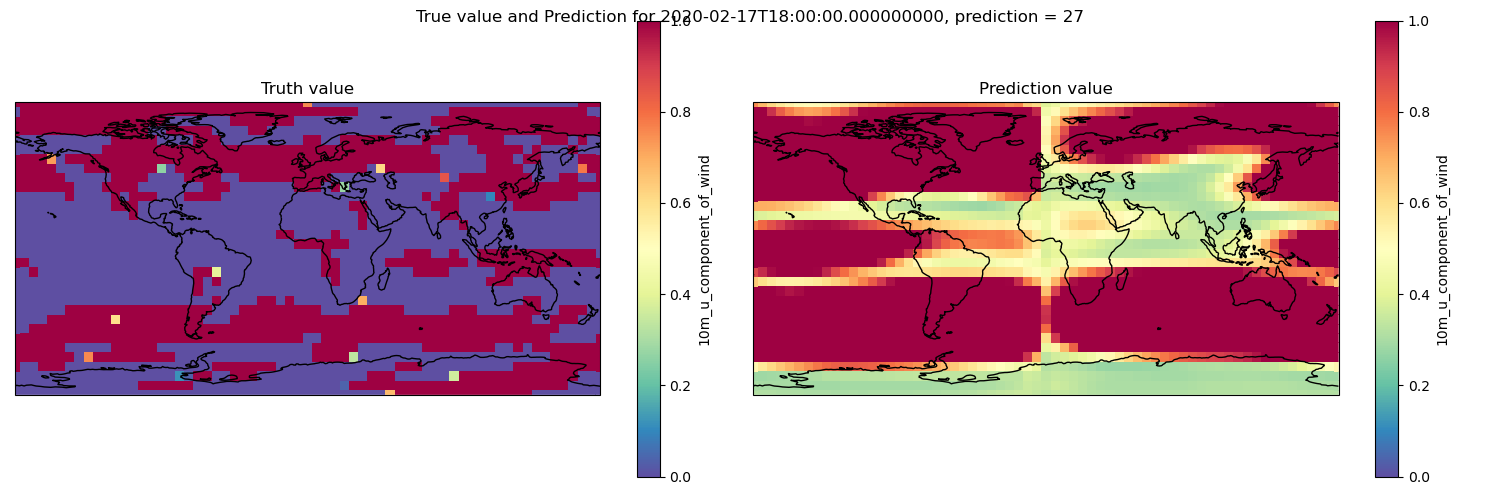 True value and Prediction for 2020-02-17T18:00:00.000000000, prediction = 27
Truth value
1.0
0.8
0.6
0.4
0.2
0.0
10m_u_component_of_wind
Prediction value
1.0
0.8
0.6
0.4
0.2
0.0
10m_u_component_of_wind